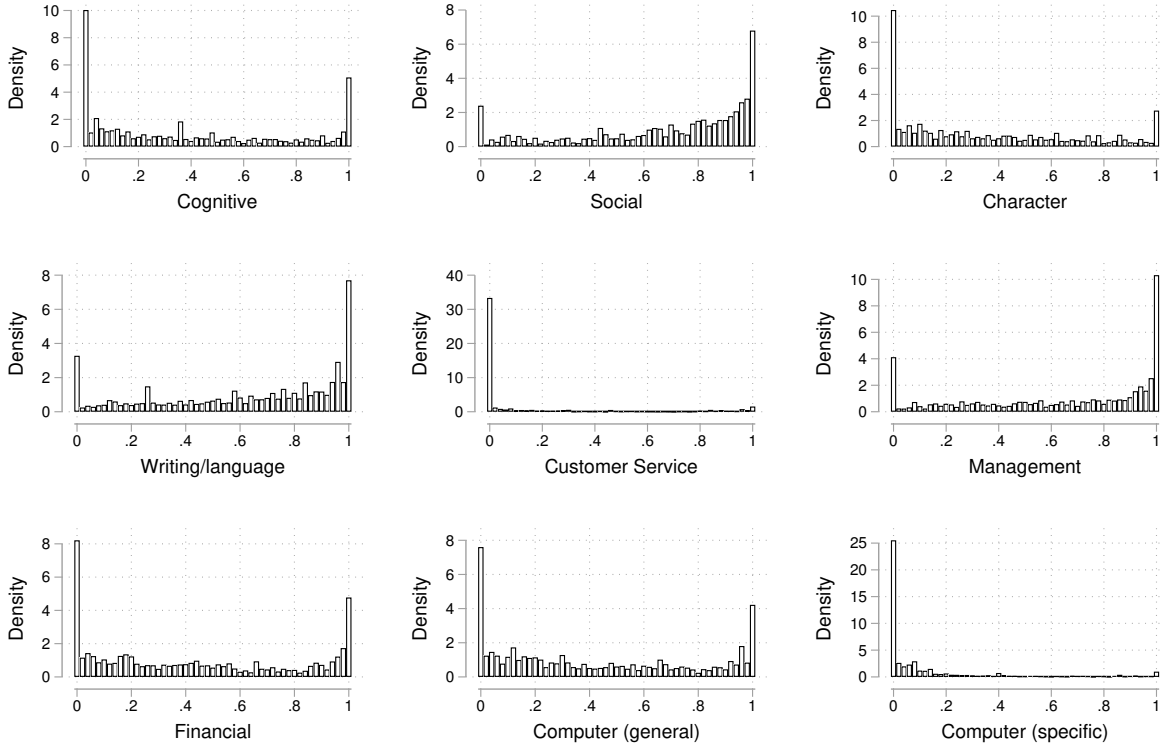 Density
10
8
6
4
2
0
0 .2 .4 .6 .8 1
Cognitive
Density
8
6
4
2
0
0 .2 .4 .6 .8 1
Social
Density
10
8
6
4
2
0
0 .2 .4 .6 .8 1
Character
Density
8
6
4
2
0
0 .2 .4 .6 .8 1
Writing/language
Density
40
30
20
10
0
0 .2 .4 .6 .8 1
Customer Service
Density
10
8
6
4
2
0
0 .2 .4 .6 .8 1
Management
Density
8
6
4
2
0
0 .2 .4 .6 .8 1
Financial
Density
8
6
4
2
0
0 .2 .4 .6 .8 1
Computer (general)
Density
25
20
15
10
5
0
0 .2 .4 .6 .8 1
Computer (specific)